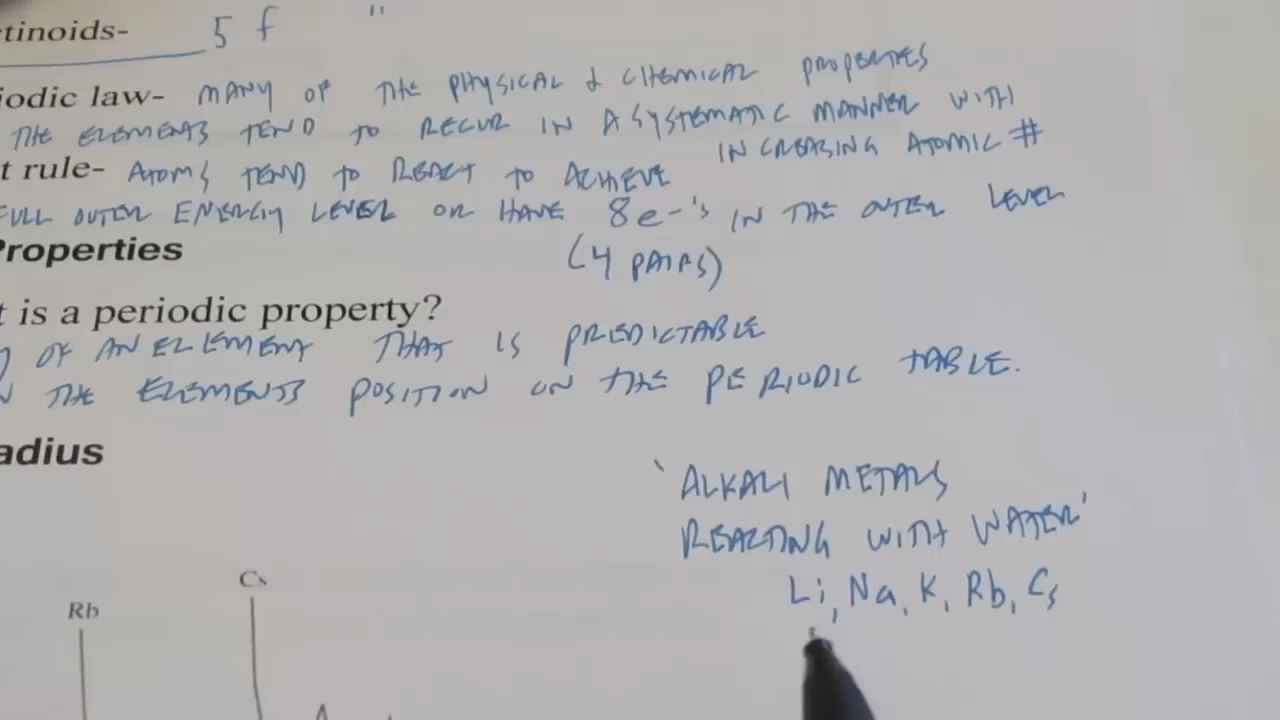 tinoids- 5 f "
iodic law- MANY OF THE PHYSICAL & CHEMICAL PROPERTIES
THE ELEMENTS TEND TO RECUR IN A SYSTEMATIC MANNER WITH
INCREASING ATOMIC #
t rule- ATOMS TEND TO REACT TO ACHIEVE
FULL OUTER ENERGY LEVEL OR HAVE 8e-'s IN THE OUTER LEVEL
(4 PAIRS)
Properties
t is a periodic property?
OF AN ELEMENT THAT IS PREDICTABLE
THE ELEMENTS POSITION ON THE PERIODIC TABLE.
adius
'ALKALI METALS
REACTING WITH WATER'
Li, Na, K, Rb, Cs
Cs
Rb